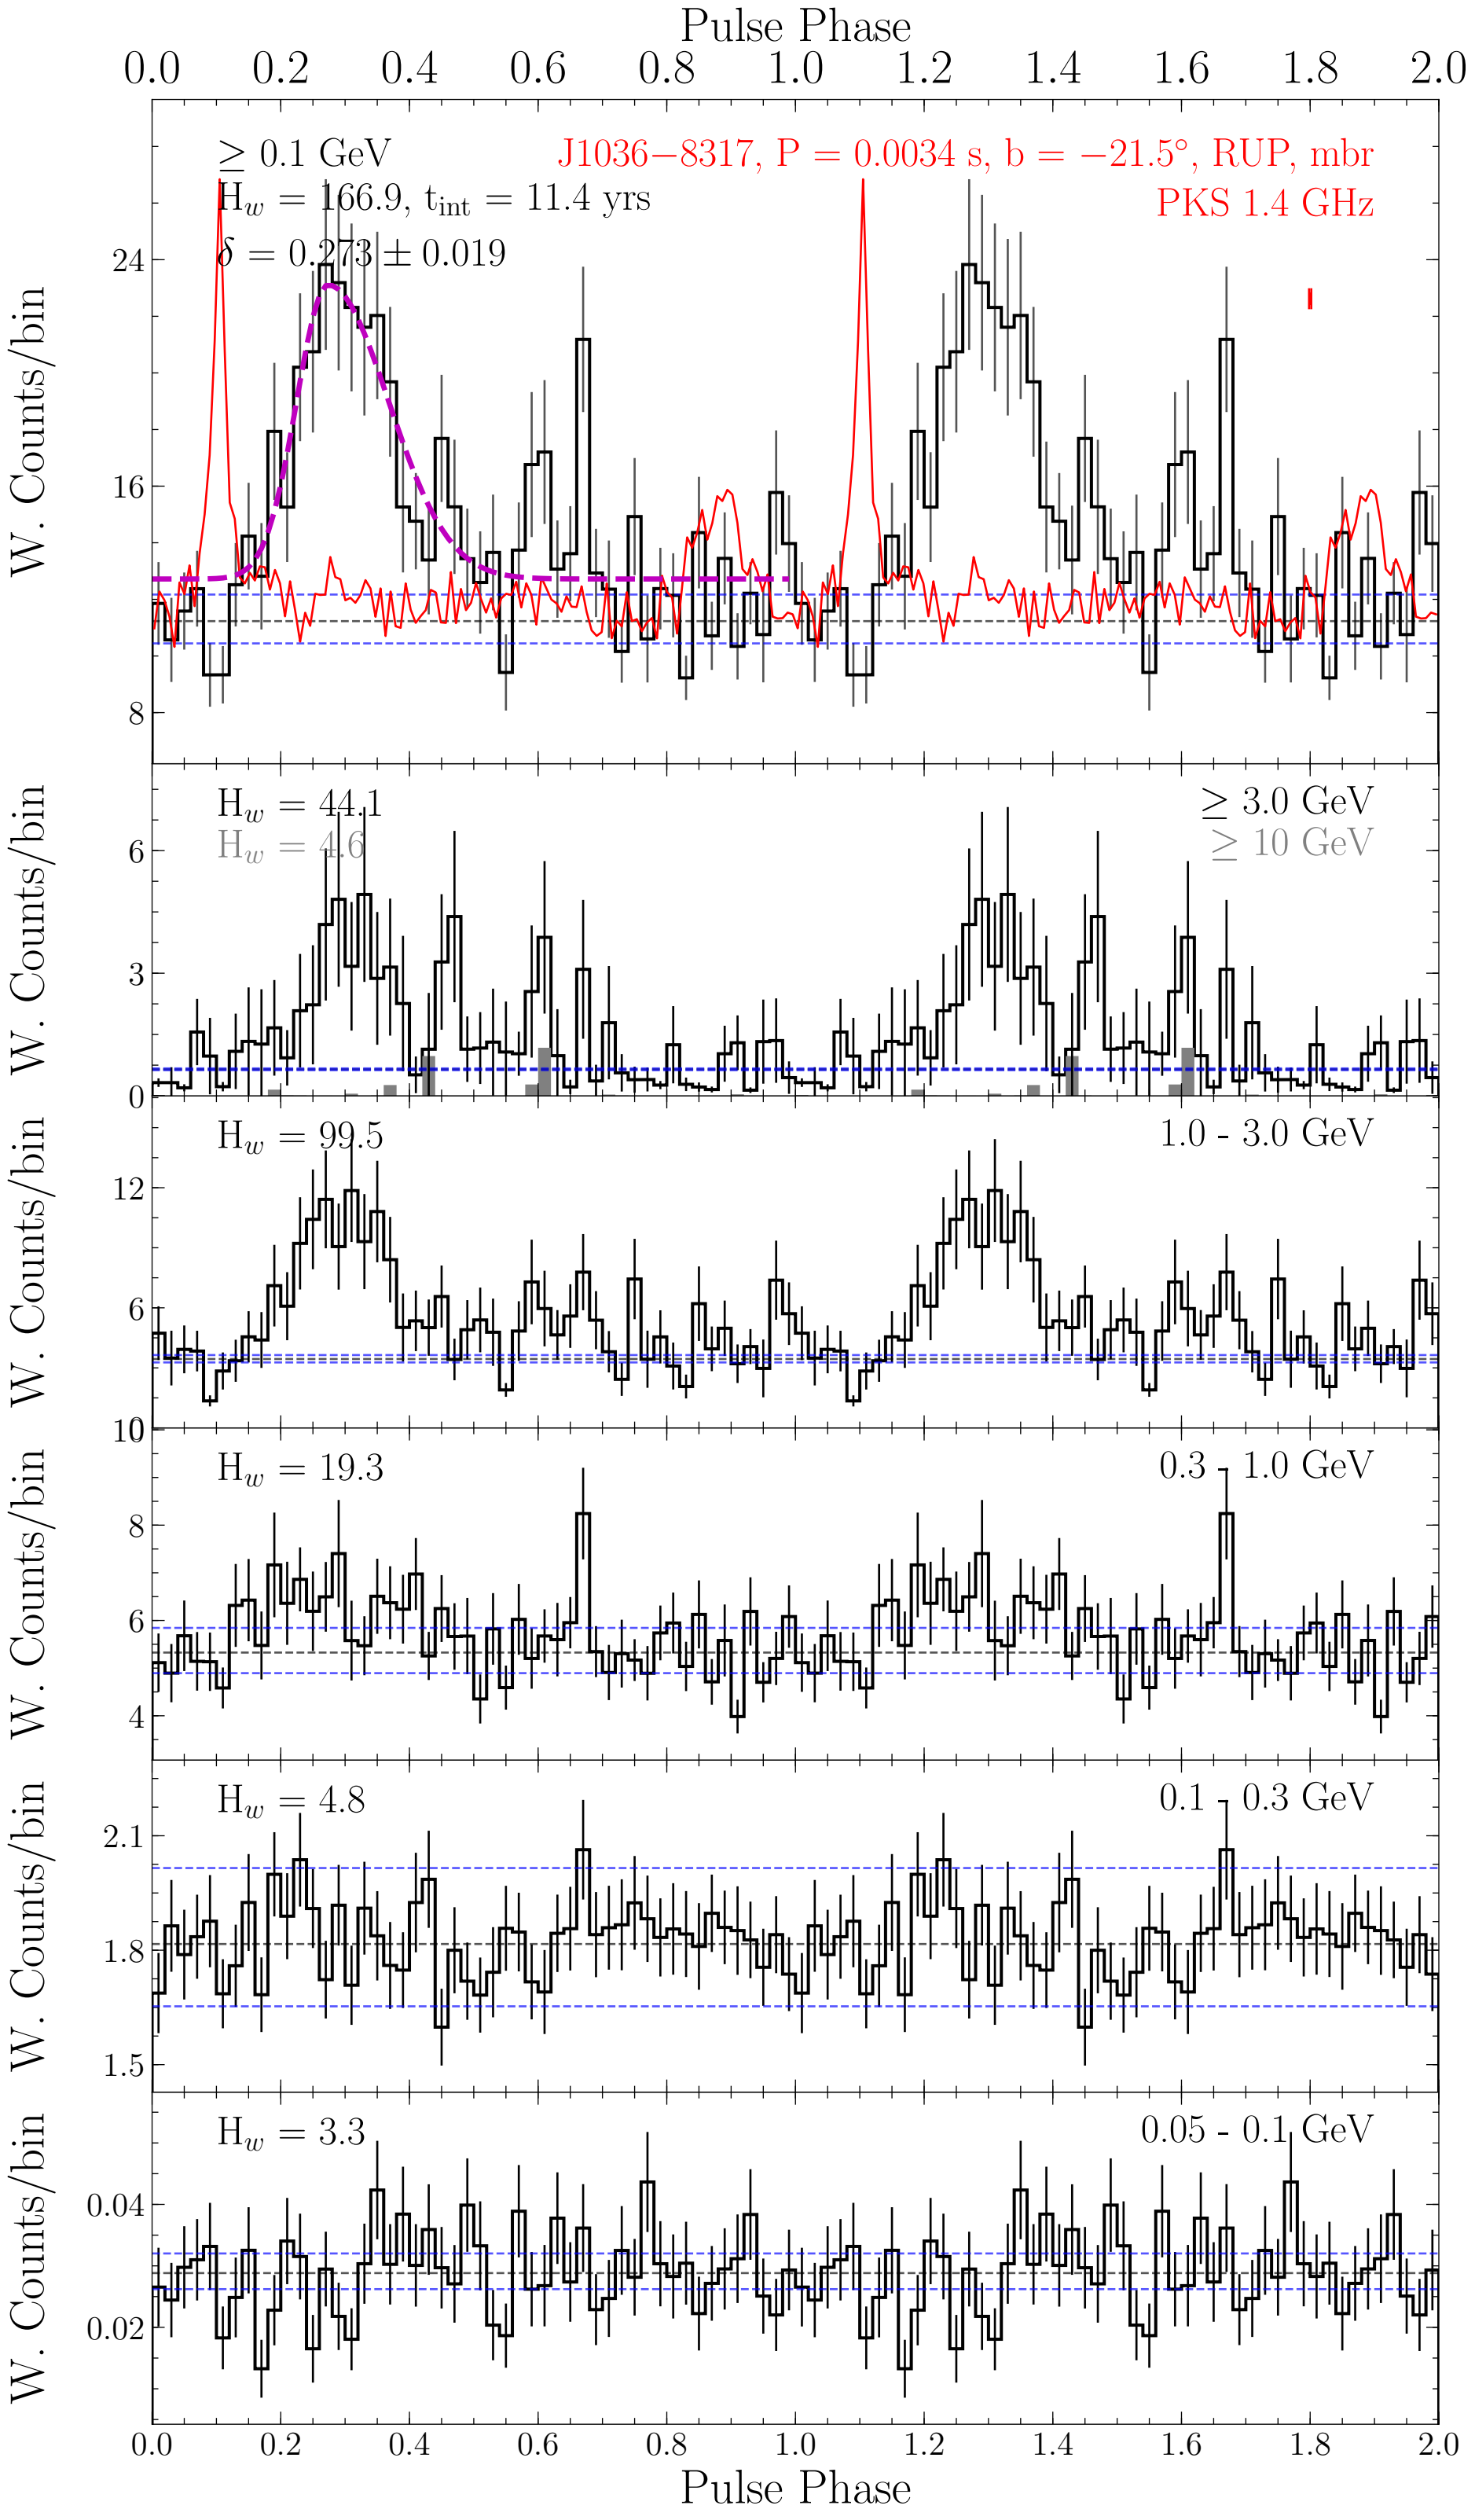 Pulse Phase
0.0 0.2 0.4 0.6 0.8 1.0 1.2 1.4 1.6 1.8 2.0
≥ 0.1 GeV
J1036−8317, P = 0.0034 s, b = −21.5°, RUP, mbr
H_w = 166.9, t_int = 11.4 yrs
PKS 1.4 GHz
δ = 0.273 ± 0.019
24
16
8
W. Counts/bin
H_w = 44.1
≥ 3.0 GeV
H_w = 4.6
≥ 10 GeV
6
3
0
W. Counts/bin
H_w = 99.5
1.0 - 3.0 GeV
12
6
0
W. Counts/bin
10
H_w = 19.3
0.3 - 1.0 GeV
8
6
4
W. Counts/bin
H_w = 4.8
0.1 - 0.3 GeV
2.1
1.8
1.5
W. Counts/bin
H_w = 3.3
0.05 - 0.1 GeV
0.04
0.02
W. Counts/bin
0.0 0.2 0.4 0.6 0.8 1.0 1.2 1.4 1.6 1.8 2.0
Pulse Phase